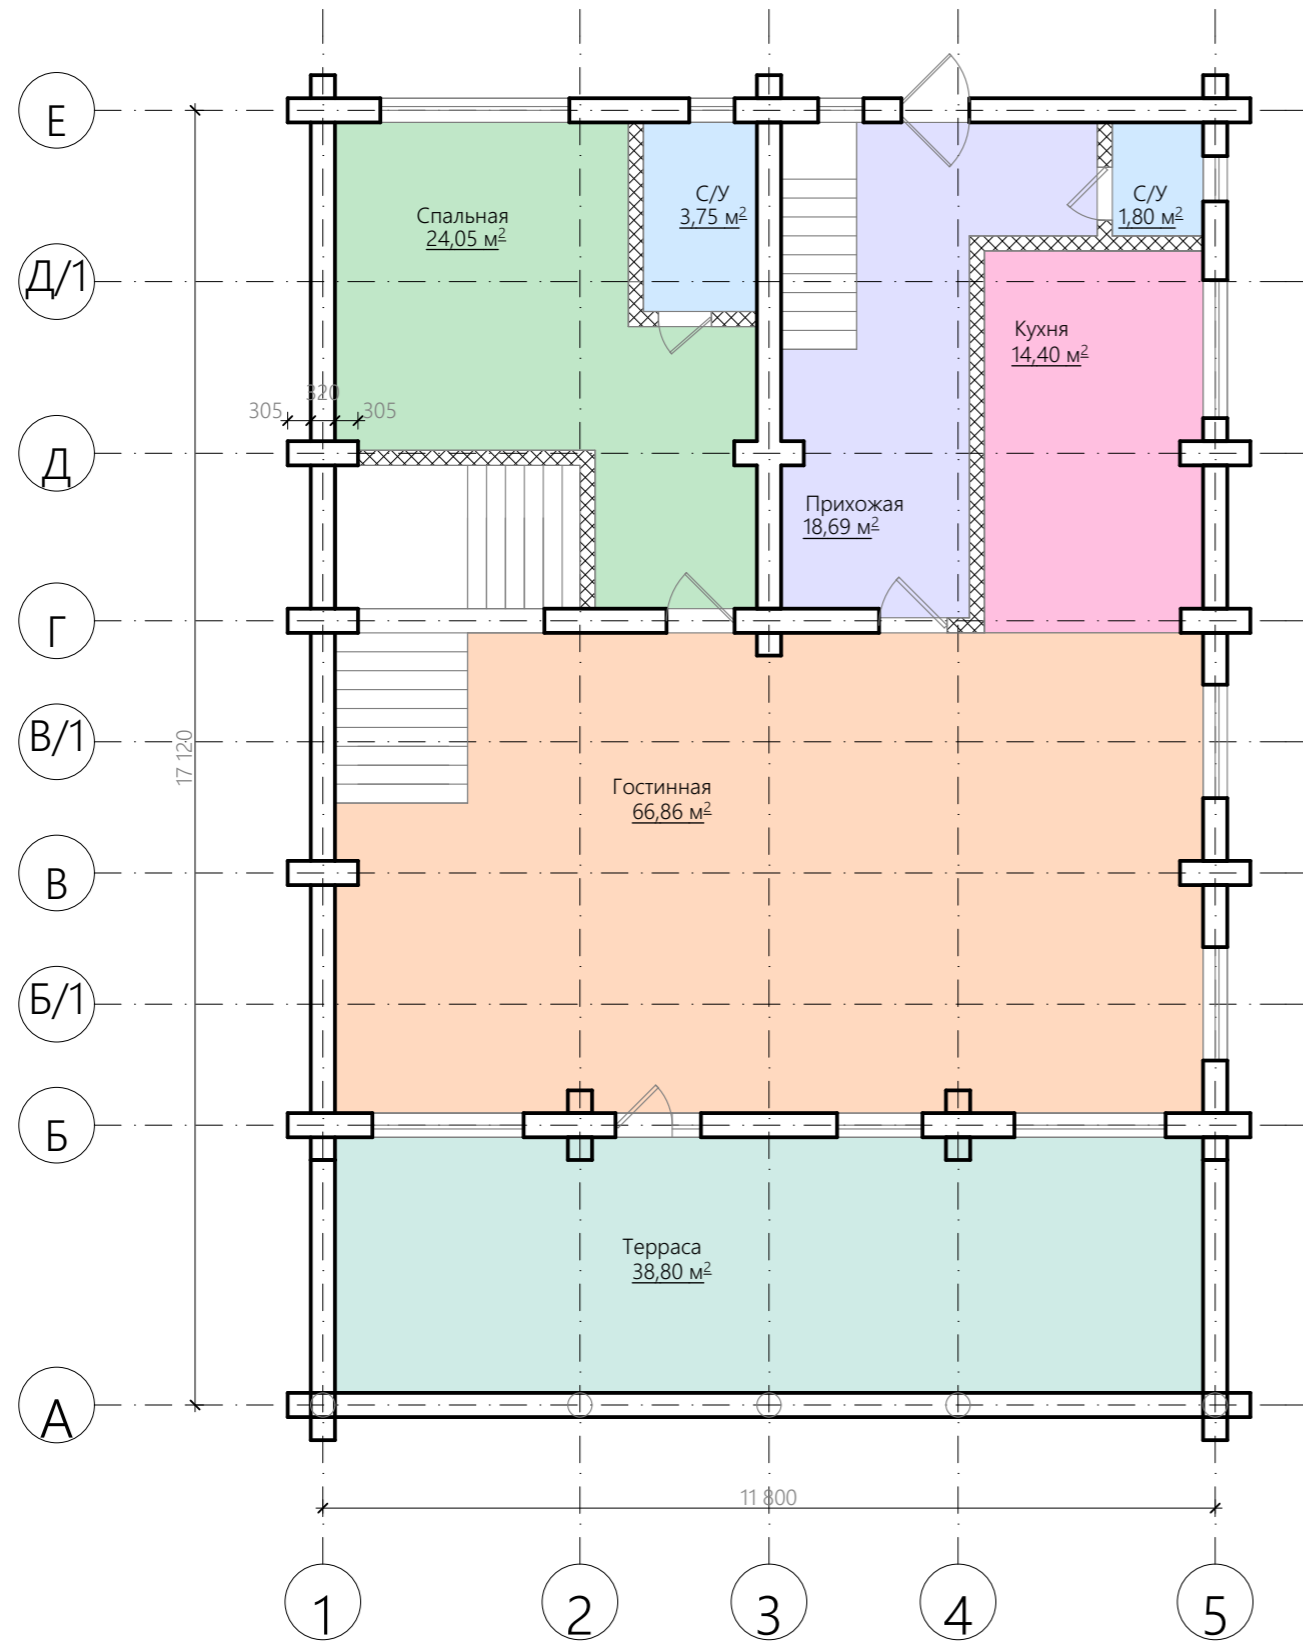 Е
С/У
3,75 м²
С/У
1,80 м²
Спальная
24,05 м²
Д/1
Кухня
14,40 м²
305
320
305
Д
Прихожая
18,69 м²
Г
В/1
17 120
Гостинная
66,86 м²
В
Б/1
Б
Терраса
38,80 м²
А
11 800
1
2
3
4
5